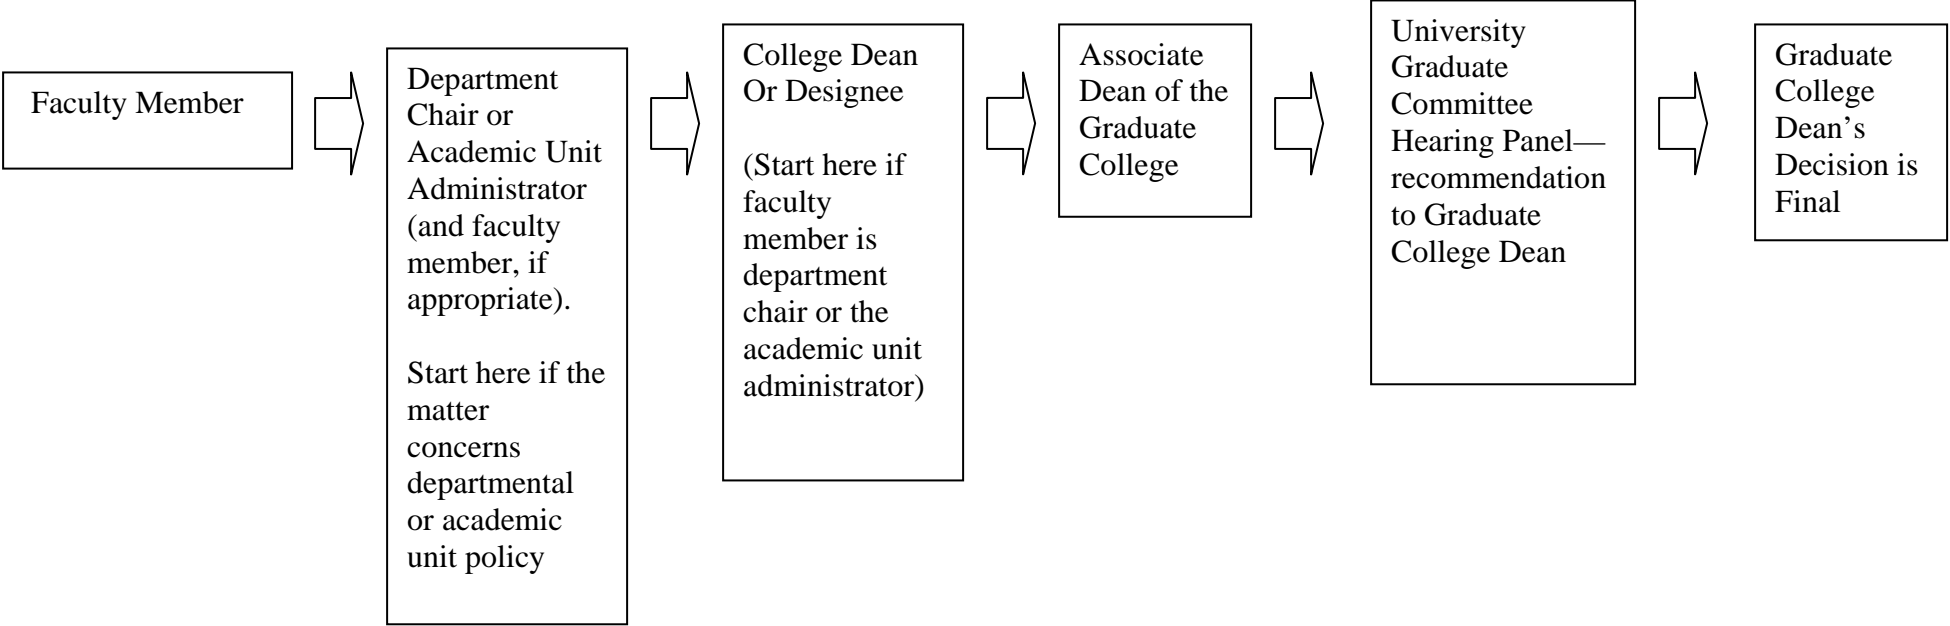 Faculty Member
Department
Chair or
Academic Unit
Administrator
(and faculty
member, if
appropriate).
Start here if the
matter
concerns
departmental
or academic
unit policy
College Dean
Or Designee
(Start here if
faculty
member is
department
chair or the
academic unit
administrator)
Associate
Dean of the
Graduate
College
University
Graduate
Committee
Hearing Panel—
recommendation
to Graduate
College Dean
Graduate
College
Dean’s
Decision is
Final